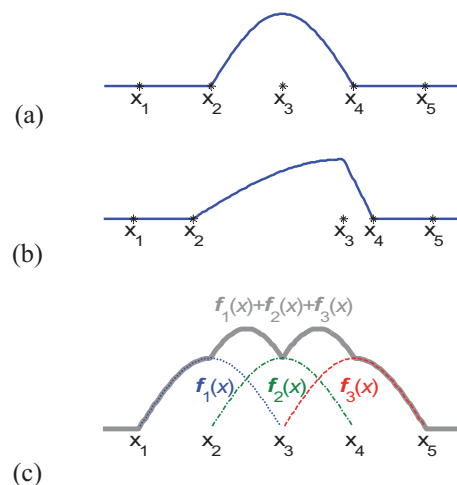 x₁ x₂ x₃ x₄ x₅
(a)
x₁ x₂ x₃ x₄ x₅
(b)
f₁(x)+f₂(x)+f₃(x)
f₁(x) f₂(x) f₃(x)
x₁ x₂ x₃ x₄ x₅
(c)